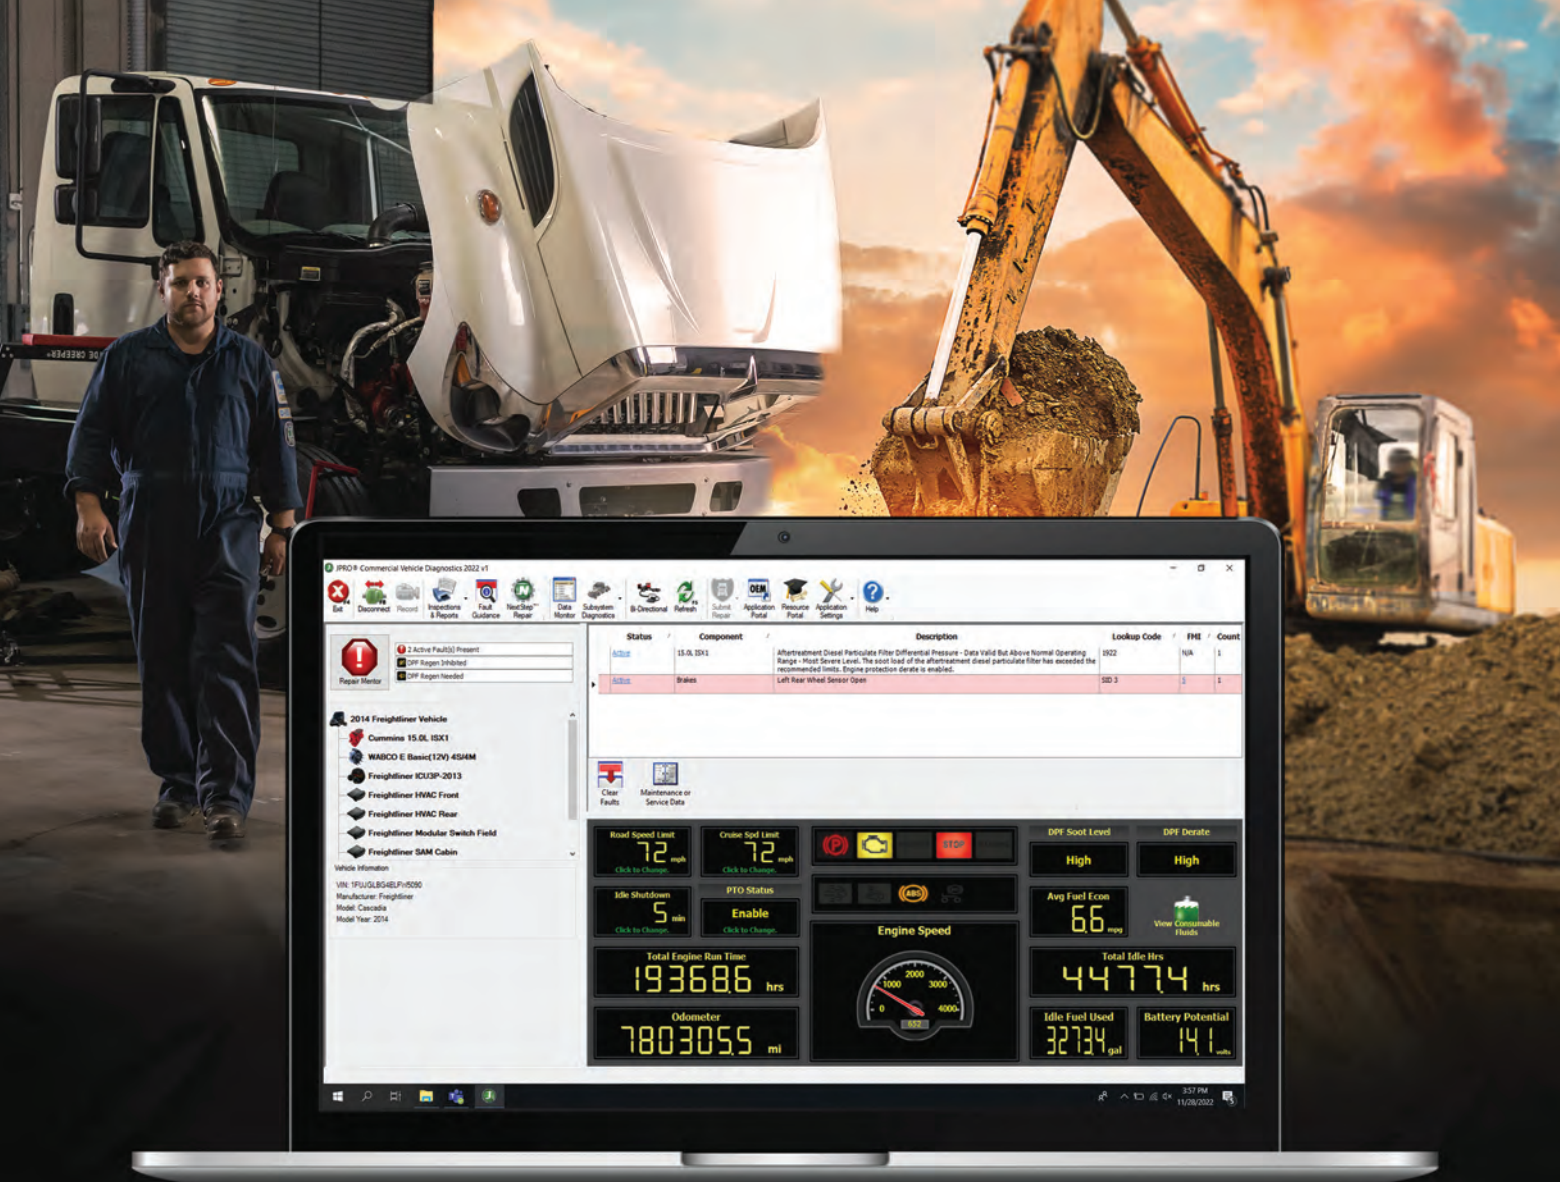 JPRO® Commercial Vehicle Diagnostics 2022 v1
Exit
Disconnect
Record
Inspections
& Reports
Fault
Guidance
NextStep™
Repair
Data
Monitor
Subsystem
Diagnostics
Bi-Directional
Refresh
Submit
Repair
OEM
Application
Portal
Resource
Portal
Application
Settings
Help
Repair Mentor
2 Active Fault(s) Present
DPF Regen Inhibited
DPF Regen Needed
Status Component Description Lookup Code FMI Count
Active 15.0L ISX1 Aftertreatment Diesel Particulate Filter Differential Pressure - Data Valid But Above Normal Operating 1922 N/A 1
Range - Most Severe Level. The soot load of the aftertreatment diesel particulate filter has exceeded the
recommended limits. Engine protection derate is enabled.
Active Brakes Left Rear Wheel Sensor Open SID 3 5 1
2014 Freightliner Vehicle
Cummins 15.0L ISX1
WABCO E Basic(12V) 4S/4M
Freightliner ICU3P-2013
Freightliner HVAC Front
Freightliner HVAC Rear
Freightliner Modular Switch Field
Freightliner SAM Cabin
Vehicle Information
Manufacturer: Freightliner
Model: Cascadia
Model Year: 2014
Clear
Faults
Maintenance or
Service Data
Road Speed Limit
72 mph
Click to Change.
Cruise Spd Limit
72 mph
Click to Change.
Idle Shutdown
5 min
Click to Change.
PTO Status
Enable
Click to Change.
STOP
ABS
DPF Soot Level
High
DPF Derate
High
Avg Fuel Econ
6.6 mpg
View Consumable
Fluids
Total Engine Run Time
19368.6 hrs
Engine Speed
0 1000 2000 3000 4000
652
Total Idle Hrs
4477.4 hrs
Odometer
780305.5 mi
Idle Fuel Used
3273.4 gal
Battery Potential
14.1 volts
3:57 PM
11/28/2022